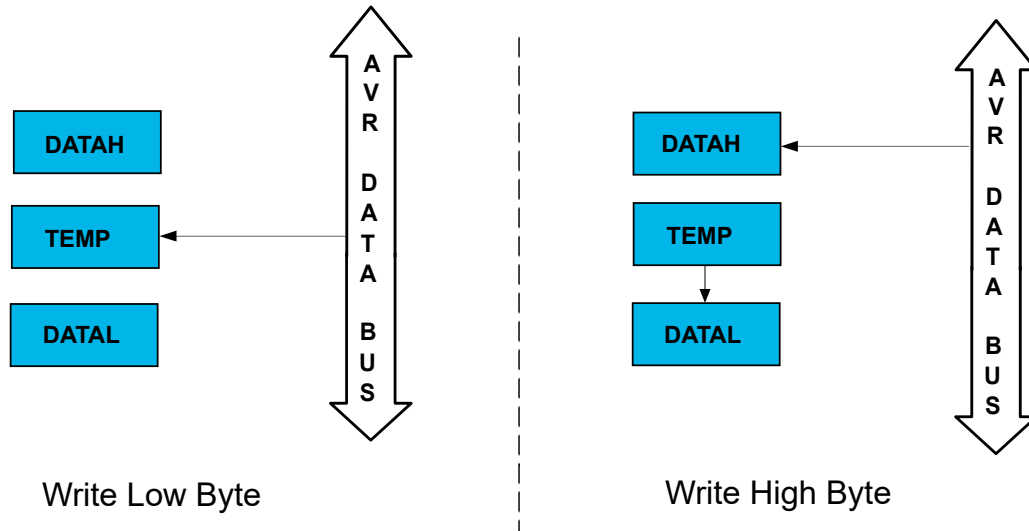 AVR DATA BUS
DATAH
TEMP
DATAL
Write Low Byte
AVR DATA BUS
DATAH
TEMP
DATAL
Write High Byte